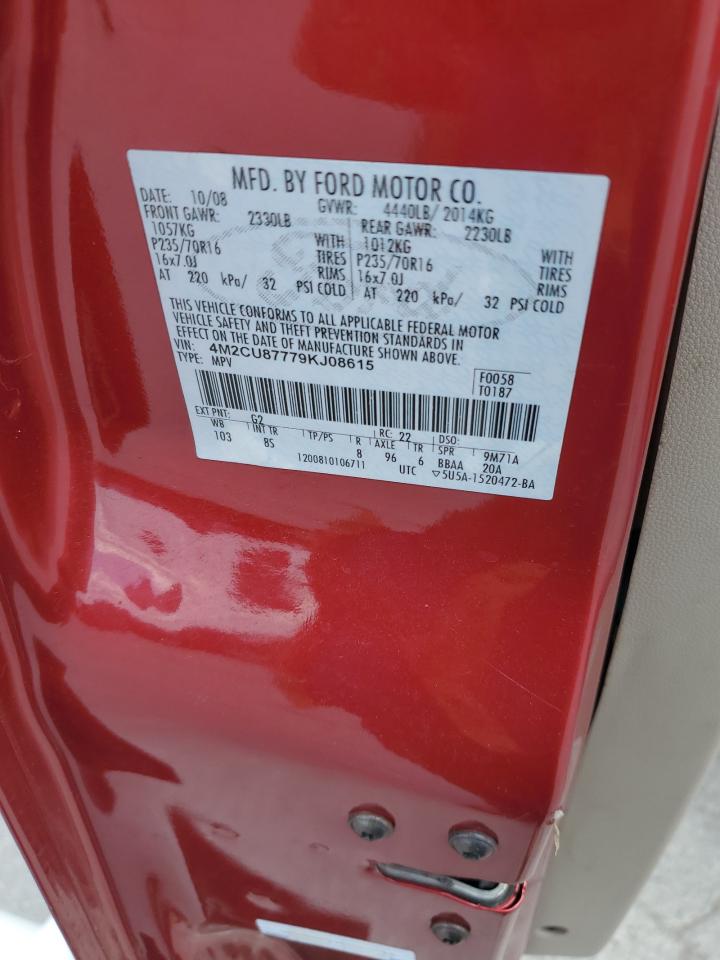 MFD. BY FORD MOTOR CO.
DATE: 10/08 GVWR: 4440LB/ 2014KG
FRONT GAWR: 2330LB REAR GAWR: 2230LB
1057KG WITH 1012KG WITH
P235/70R16 TIRES P235/70R16 TIRES
16x7.0J RIMS 16x7.0J RIMS
AT 220 kPa/ 32 PSI COLD AT 220 kPa/ 32 PSI COLD
THIS VEHICLE CONFORMS TO ALL APPLICABLE FEDERAL MOTOR
VEHICLE SAFETY AND THEFT PREVENTION STANDARDS IN
EFFECT ON THE DATE OF MANUFACTURE SHOWN ABOVE.
VIN: 4M2CU87779KJ08615
TYPE: MPV
F0058
T0187
EXT PNT: G2 RC: 22 DSO:
WB INT TR TP/PS R AXLE TR SPR 9M71A
103 BS 8 96 6 BBAA 20A
1200810106711 UTC ▽5U5A-1520472-BA
Ford